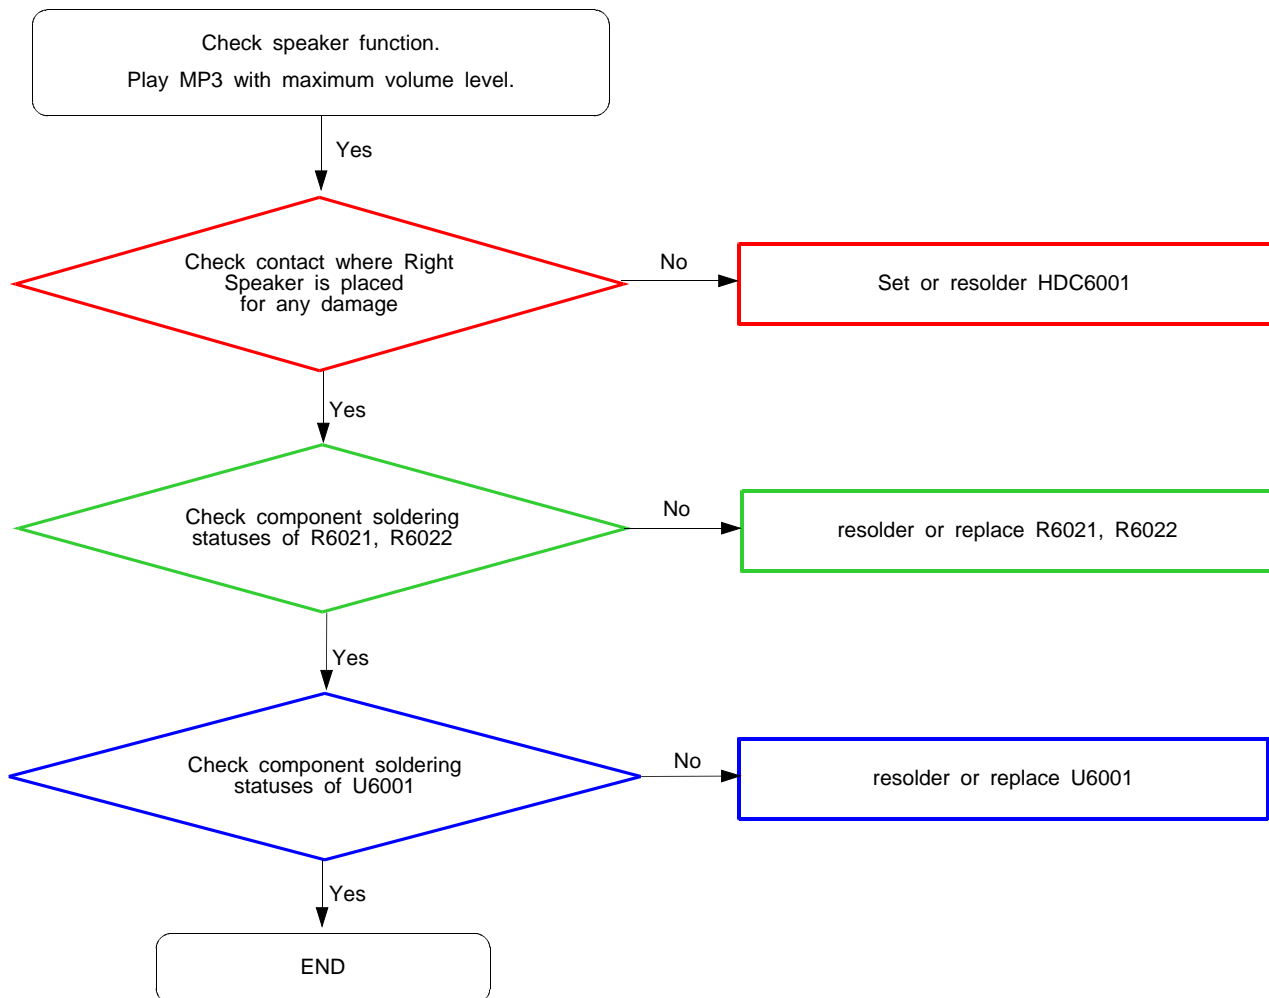 Check speaker function.
Play MP3 with maximum volume level.
Yes
Check contact where Right
Speaker is placed
for any damage
No
Set or resolder HDC6001
Yes
Check component soldering
statuses of R6021, R6022
No
resolder or replace R6021, R6022
Yes
Check component soldering
statuses of U6001
No
resolder or replace U6001
Yes
END